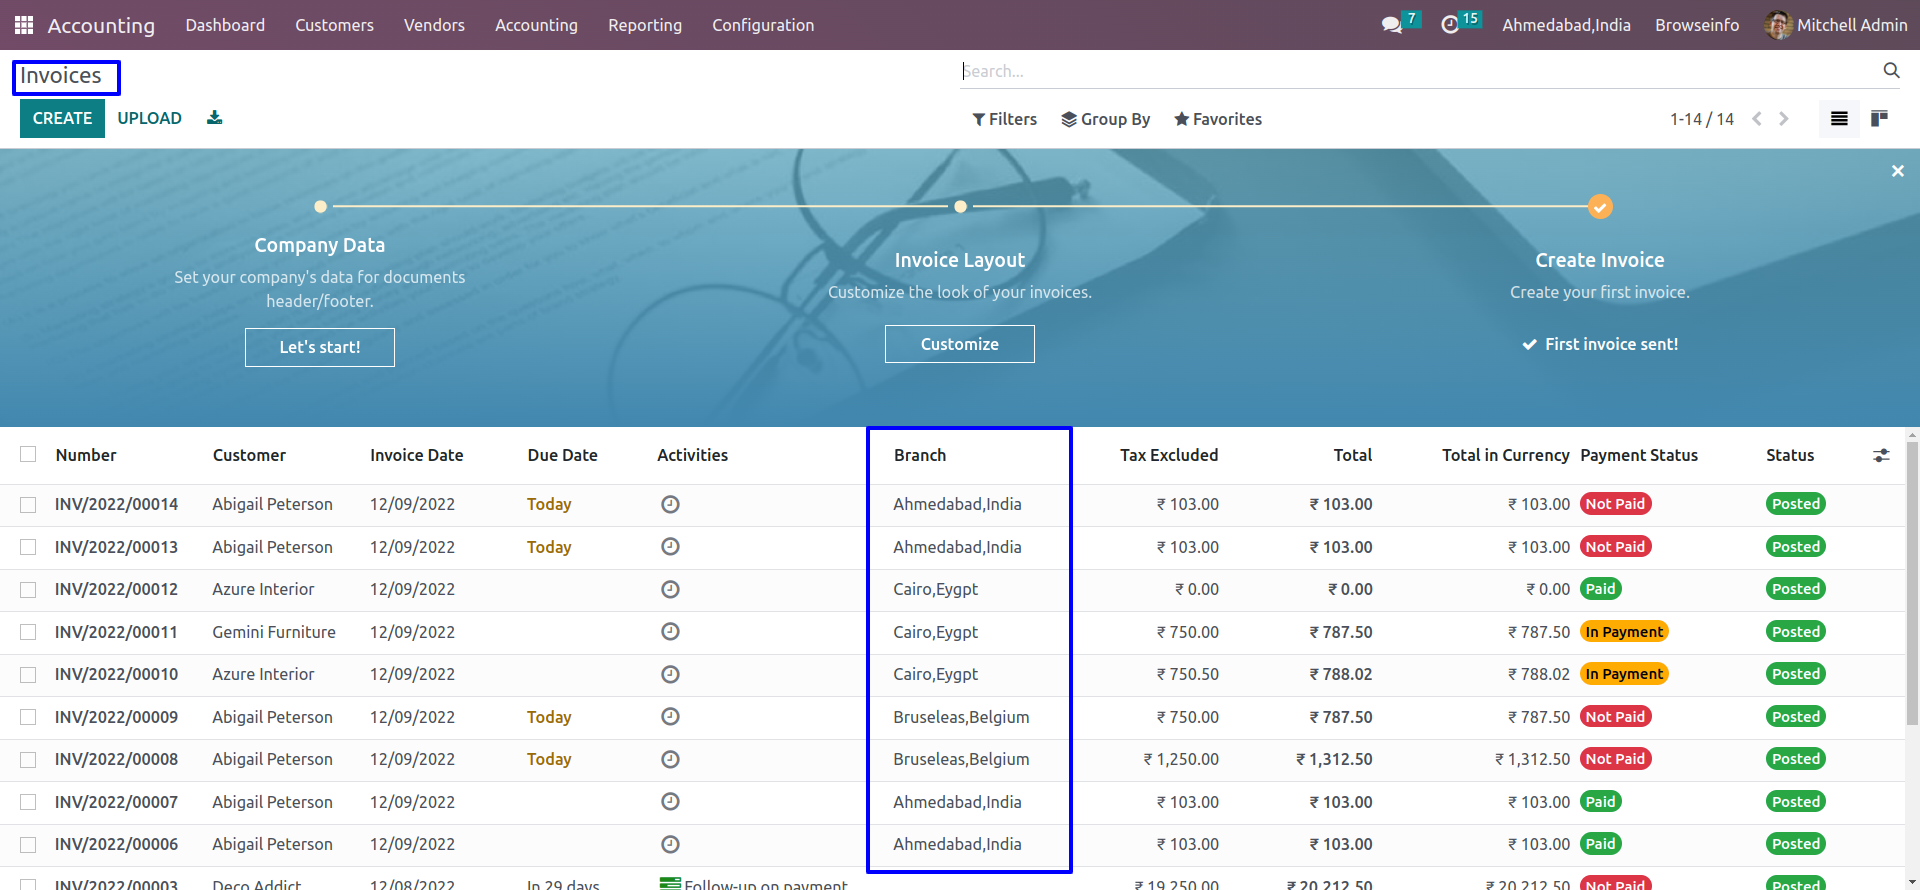 Accounting Dashboard Customers Vendors Accounting Reporting Configuration 7 15 Ahmedabad,India Browseinfo Mitchell Admin
Invoices Search...
CREATE UPLOAD Filters Group By Favorites 1-14 / 14
Company Data
Set your company's data for documents
header/footer.
Let's start!
Invoice Layout
Customize the look of your invoices.
Customize
Create Invoice
Create your first invoice.
First invoice sent!
Number Customer Invoice Date Due Date Activities Branch Tax Excluded Total Total in Currency Payment Status Status
INV/2022/00014 Abigail Peterson 12/09/2022 Today Ahmedabad,India ₹ 103.00 ₹ 103.00 ₹ 103.00 Not Paid Posted
INV/2022/00013 Abigail Peterson 12/09/2022 Today Ahmedabad,India ₹ 103.00 ₹ 103.00 ₹ 103.00 Not Paid Posted
INV/2022/00012 Azure Interior 12/09/2022 Cairo,Eygpt ₹ 0.00 ₹ 0.00 ₹ 0.00 Paid Posted
INV/2022/00011 Gemini Furniture 12/09/2022 Cairo,Eygpt ₹ 750.00 ₹ 787.50 ₹ 787.50 In Payment Posted
INV/2022/00010 Azure Interior 12/09/2022 Cairo,Eygpt ₹ 750.50 ₹ 788.02 ₹ 788.02 In Payment Posted
INV/2022/00009 Abigail Peterson 12/09/2022 Today Bruseleas,Belgium ₹ 750.00 ₹ 787.50 ₹ 787.50 Not Paid Posted
INV/2022/00008 Abigail Peterson 12/09/2022 Today Bruseleas,Belgium ₹ 1,250.00 ₹ 1,312.50 ₹ 1,312.50 Not Paid Posted
INV/2022/00007 Abigail Peterson 12/09/2022 Ahmedabad,India ₹ 103.00 ₹ 103.00 ₹ 103.00 Paid Posted
INV/2022/00006 Abigail Peterson 12/09/2022 Ahmedabad,India ₹ 103.00 ₹ 103.00 ₹ 103.00 Paid Posted
INV/2022/00003 Deco Addict 12/08/2022 In 29 days Follow-up on payment ₹ 19,250.00 ₹ 20,212.50 ₹ 20,212.50 Not Paid Posted